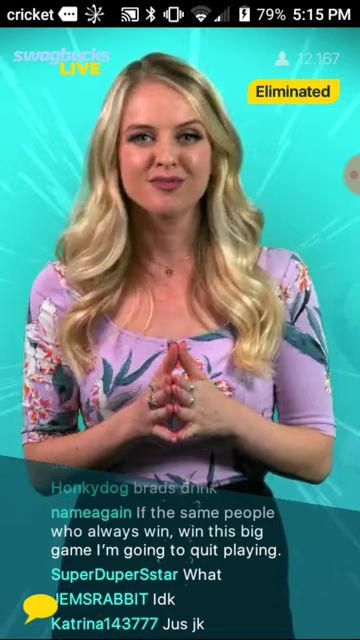 cricket 79% 5:15 PM
swagbucks
LIVE
12,167
Eliminated
Honkydog brads drink
nameagain If the same people
who always win, win this big
game I'm going to quit playing.
SuperDuperSstar What
JEMSRABBIT Idk
Katrina143777 Jus jk